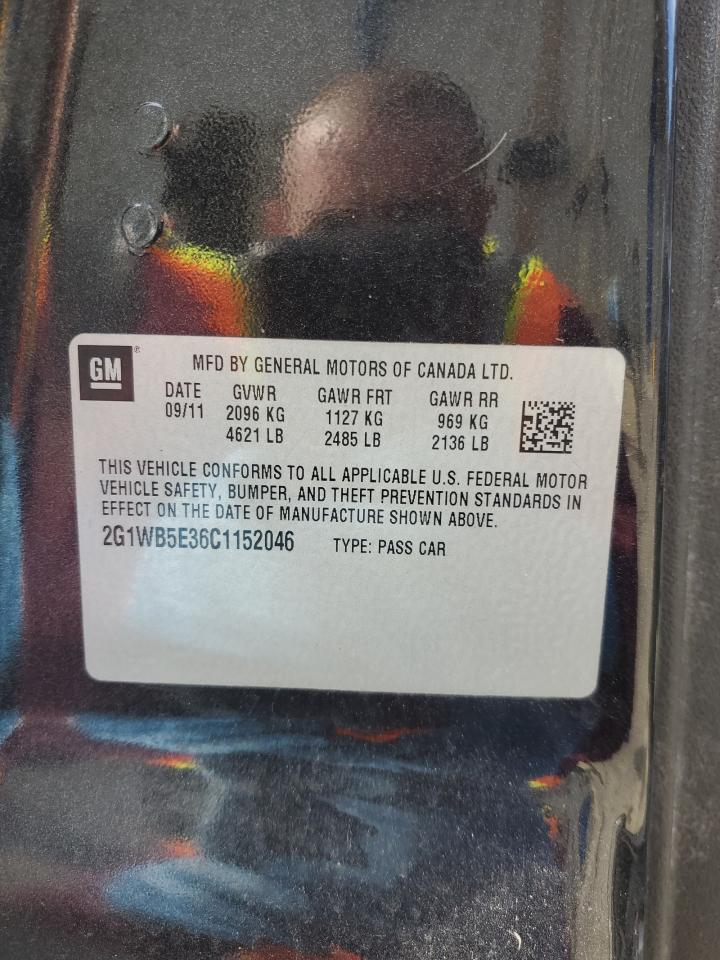 GM®
MFD BY GENERAL MOTORS OF CANADA LTD.
DATE GVWR GAWR FRT GAWR RR
09/11 2096 KG 1127 KG 969 KG
4621 LB 2485 LB 2136 LB
THIS VEHICLE CONFORMS TO ALL APPLICABLE U.S. FEDERAL MOTOR
VEHICLE SAFETY, BUMPER, AND THEFT PREVENTION STANDARDS IN
EFFECT ON THE DATE OF MANUFACTURE SHOWN ABOVE.
2G1WB5E36C1152046 TYPE: PASS CAR